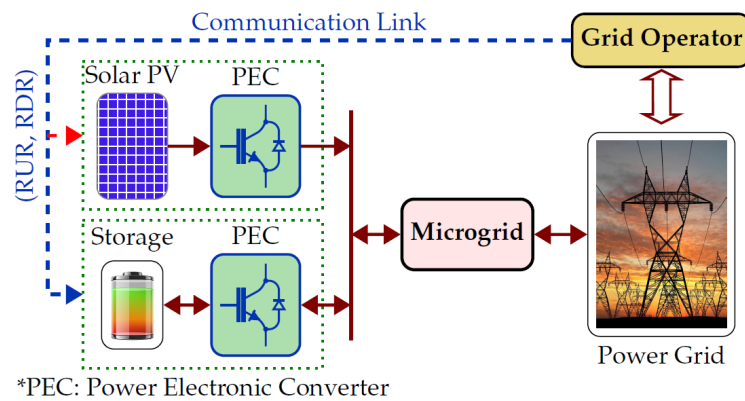 Communication Link
Grid Operator
Solar PV
PEC
(RUR, RDR)
Storage
PEC
Microgrid
Power Grid
*PEC: Power Electronic Converter